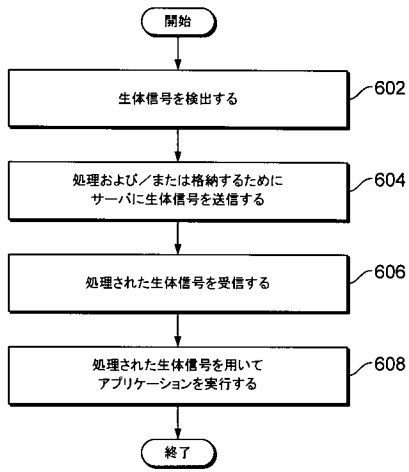 開始
生体信号を検出する
602
処理および／または格納するために
サーバに生体信号を送信する
604
処理された生体信号を受信する
606
処理された生体信号を用いて
アプリケーションを実行する
608
終了